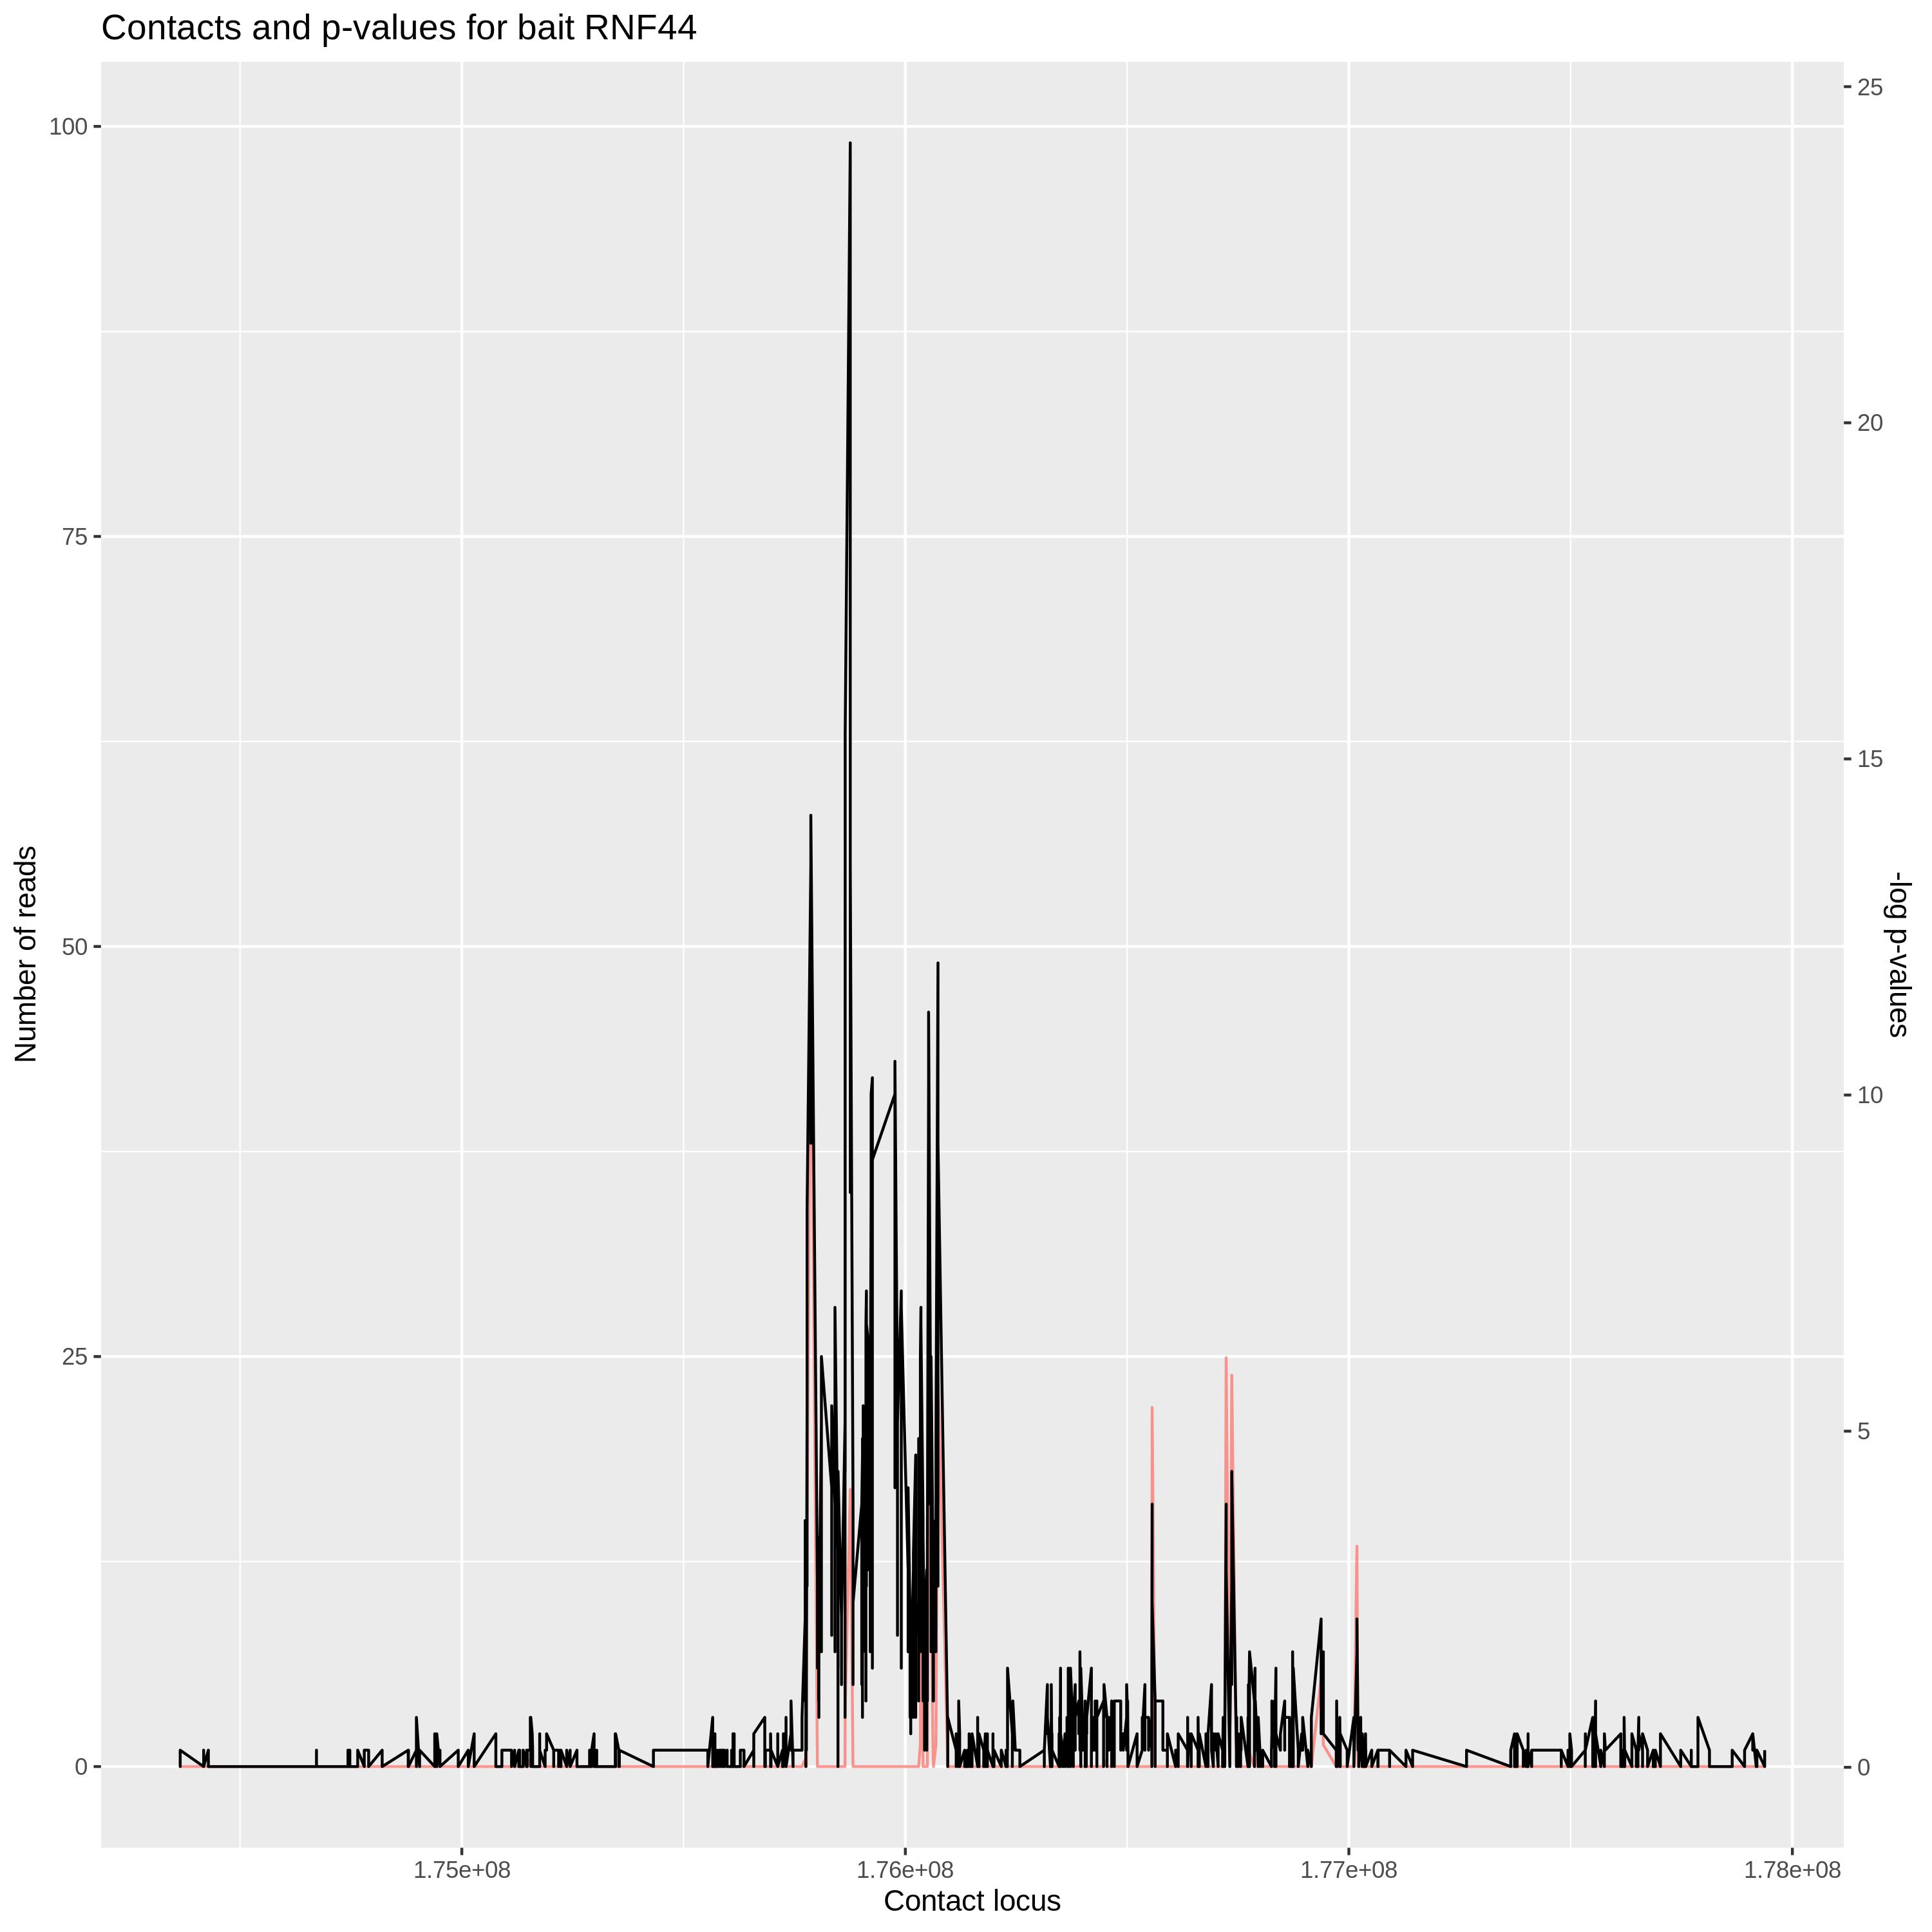 Contacts and p-values for bait RNF44
100
75
50
25
0
Number of reads
25
20
15
10
5
0
-log p-values
1.75e+08
1.76e+08
1.77e+08
1.78e+08
Contact locus